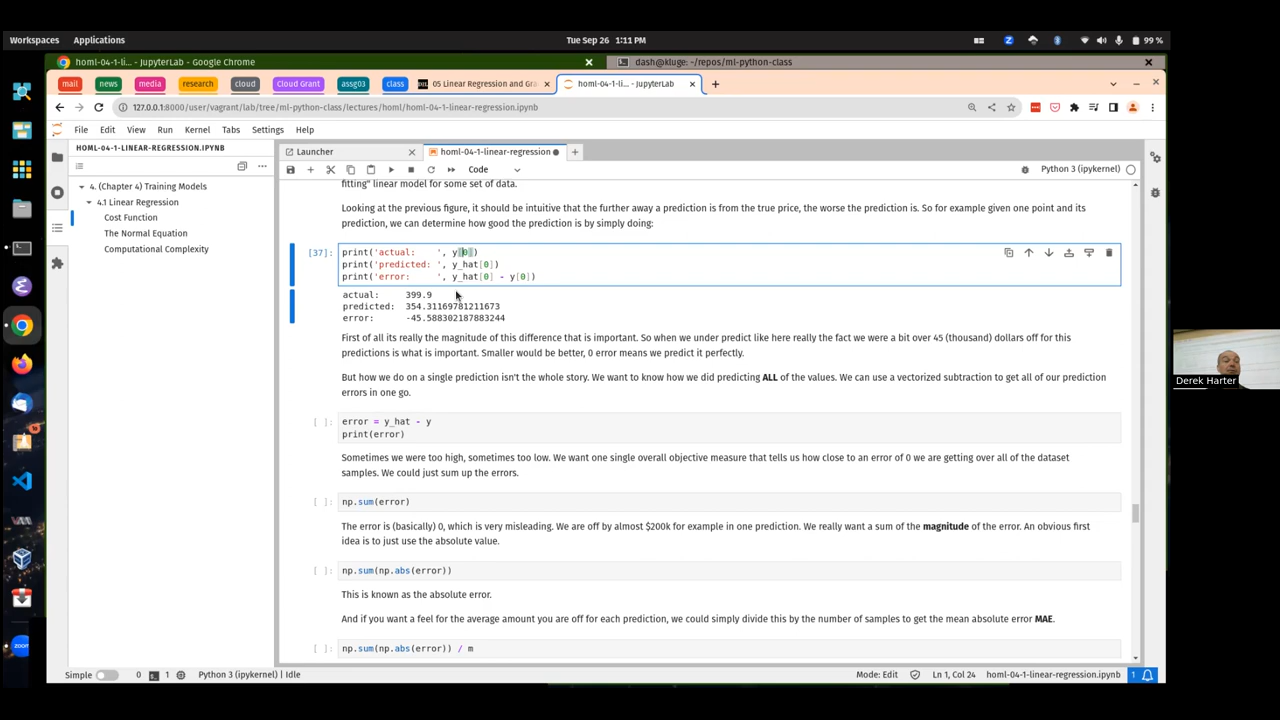 Workspaces Applications Tue Sep 26 1:11 PM 99 %
homl-04-1-li... - JupyterLab - Google Chrome
dash@kluge: ~/repos/ml-python-class
mail news media research cloud Cloud Grant assg03 class 05 Linear Regression and Gr homl-04-1-li... - JupyterLab
127.0.0.1:8000/user/vagrant/lab/tree/ml-python-class/lectures/homl/homl-04-1-linear-regression.ipynb
File Edit View Run Kernel Tabs Settings Help
HOML-04-1-LINEAR-REGRESSION.IPYNB
4. (Chapter 4) Training Models
4.1 Linear Regression
Cost Function
The Normal Equation
Computational Complexity
Launcher homl-04-1-linear-regression
Code Python 3 (ipykernel)
fitting" linear model for some set of data.
Looking at the previous figure, it should be intuitive that the further away a prediction is from the true price, the worse the prediction is. So for example given one point and its
prediction, we can determine how good the prediction is by simply doing:
[37]: print('actual: ', y[0])
print('predicted: ', y_hat[0])
print('error: ', y_hat[0] - y[0])
actual: 399.9
predicted: 354.31169781211673
error: -45.588302187883244
First of all its really the magnitude of this difference that is important. So when we under predict like here really the fact we were a bit over 45 (thousand) dollars off for this
predictions is what is important. Smaller would be better, 0 error means we predict it perfectly.
But how we do on a single prediction isn't the whole story. We want to know how we did predicting ALL of the values. We can use a vectorized subtraction to get all of our prediction
errors in one go.
[ ]: error = y_hat - y
print(error)
Sometimes we were too high, sometimes too low. We want one single overall objective measure that tells us how close to an error of 0 we are getting over all of the dataset
samples. We could just sum up the errors.
[ ]: np.sum(error)
The error is (basically) 0, which is very misleading. We are off by almost $200k for example in one prediction. We really want a sum of the magnitude of the error. An obvious first
idea is to just use the absolute value.
[ ]: np.sum(np.abs(error))
This is known as the absolute error.
And if you want a feel for the average amount you are off for each prediction, we could simply divide this by the number of samples to get the mean absolute error MAE.
[ ]: np.sum(np.abs(error)) / m
Simple 0 1 Python 3 (ipykernel) | Idle Mode: Edit Ln 1, Col 24 homl-04-1-linear-regression.ipynb 1
Derek Harter
zoom